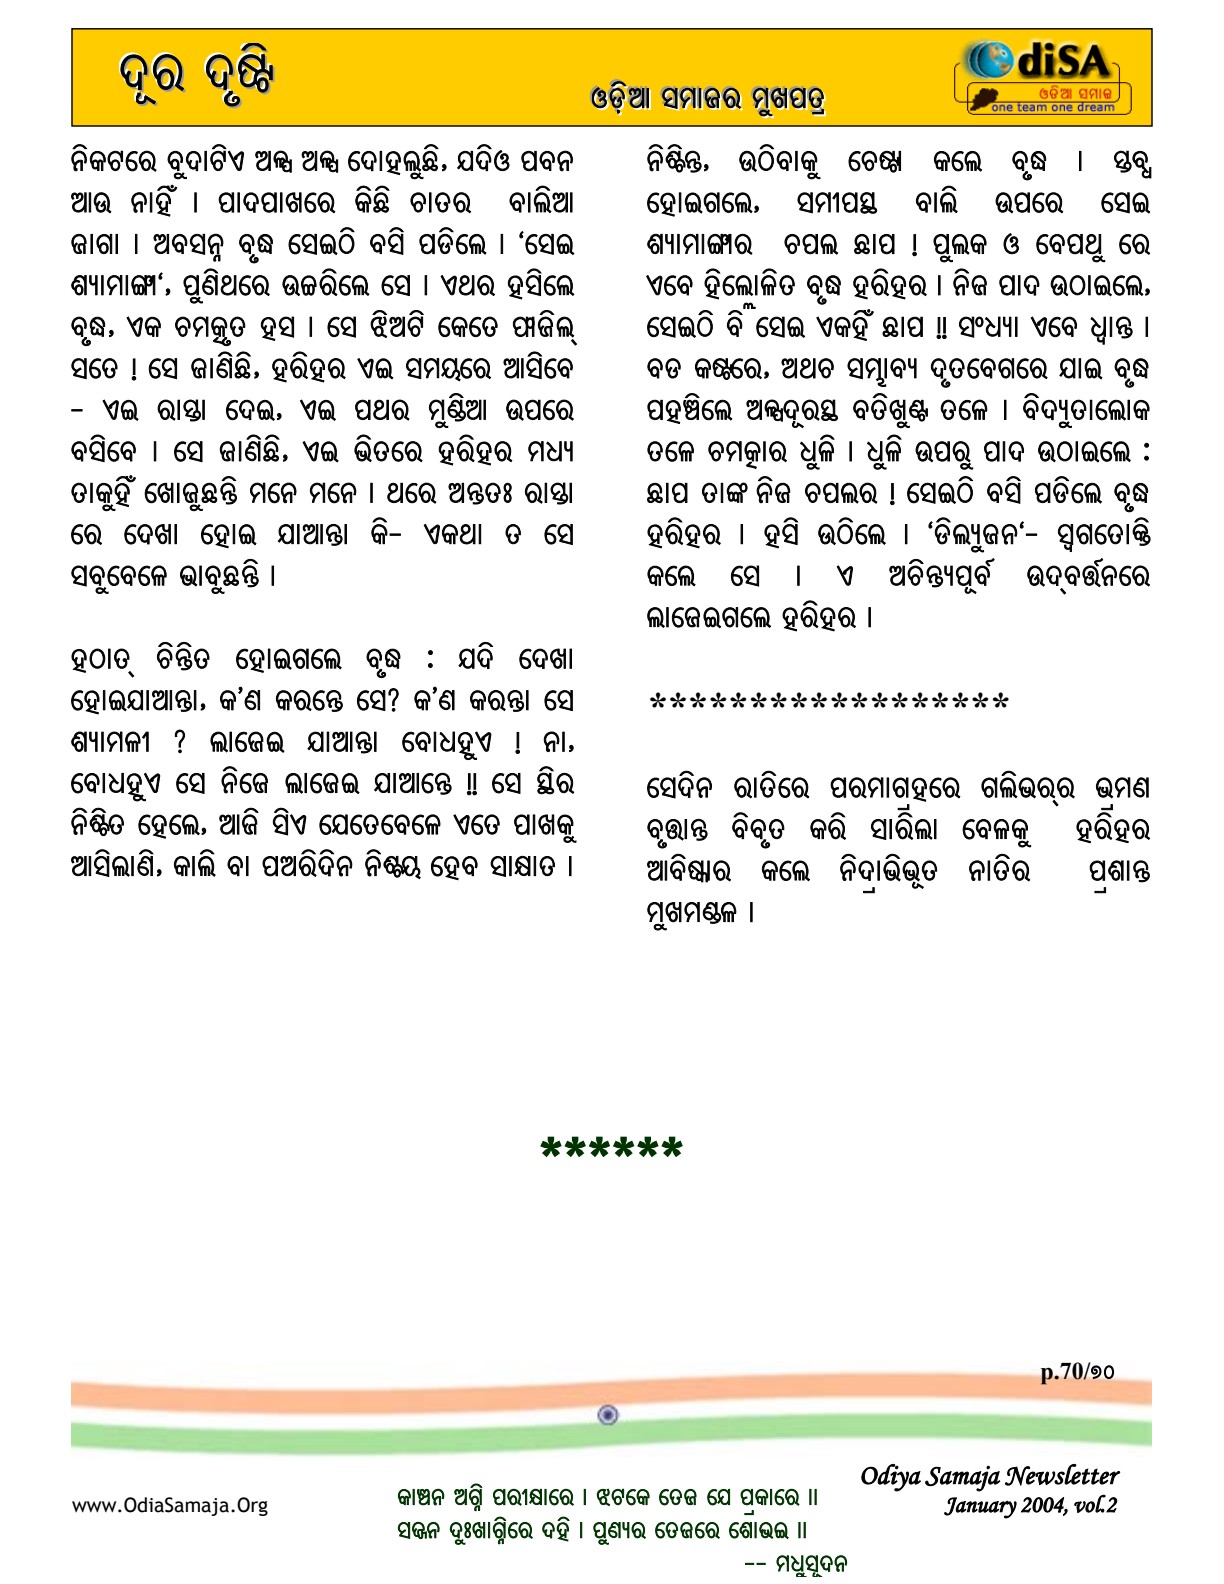 ଦୂର ଦୃଷ୍ଟି
ଓଡ଼ିଆ ସମାଜର ମୁଖପତ୍ର
OdiSA
ଓଡିଆ ସମାଜ
one team one dream
ନିକଟରେ ବୁଦାଟିଏ ଅଳ୍ପ ଅଳ୍ପ ଦୋହଲୁଛି, ଯଦିଓ ପବନ
ଆଉ ନାହିଁ । ପାଦପାଖରେ କିଛି ଚାତର ବାଲିଆ
ଜାଗା । ଅବସନ୍ନ ବୃଦ୍ଧ ସେଇଠି ବସି ପଡିଲେ । ‘ସେଇ
ଶ୍ୟାମାଙ୍ଗୀ‘, ପୁଣିଥରେ ଉଚ୍ଚରିଲେ ସେ । ଏଥର ହସିଲେ
ବୃଦ୍ଧ, ଏକ ଚମତ୍କୃତ ହସ । ସେ ଝିଅଟି କେତେ ଫାଜିଲ୍
ସତେ ! ସେ ଜାଣିଛି, ହରିହର ଏଇ ସମୟରେ ଆସିବେ
– ଏଇ ରାସ୍ତା ଦେଇ, ଏଇ ପଥର ମୁଣ୍ଡିଆ ଉପରେ
ବସିବେ । ସେ ଜାଣିଛି, ଏଇ ଭିତରେ ହରିହର ମଧ୍ୟ
ତାକୁହିଁ ଖୋଜୁଛନ୍ତି ମନେ ମନେ । ଥରେ ଅନ୍ତତଃ ରାସ୍ତା
ରେ ଦେଖା ହୋଇ ଯାଆନ୍ତା କି– ଏକଥା ତ ସେ
ସବୁବେଳେ ଭାବୁଛନ୍ତି ।
ହଠାତ୍ ଚିନ୍ତିତ ହୋଇଗଲେ ବୃଦ୍ଧ : ଯଦି ଦେଖା
ହୋଇଯାଆନ୍ତା, କ’ଣ କରନ୍ତେ ସେ? କ’ଣ କରନ୍ତା ସେ
ଶ୍ୟାମଳୀ ? ଲାଜେଇ ଯାଆନ୍ତା ବୋଧହୁଏ ! ନା,
ବୋଧହୁଏ ସେ ନିଜେ ଲାଜେଇ ଯାଆନ୍ତେ !! ସେ ସ୍ଥିର
ନିଶ୍ଚିତ ହେଲେ, ଆଜି ସିଏ ଯେତେବେଳେ ଏତେ ପାଖକୁ
ଆସିଲାଣି, କାଲି ବା ପଅରିଦିନ ନିଶ୍ଚୟ ହେବ ସାକ୍ଷାତ ।
ନିଶ୍ଚିନ୍ତ, ଉଠିବାକୁ ଚେଷ୍ଟା କଲେ ବୃଦ୍ଧ । ସ୍ତବ୍ଧ
ହୋଇଗଲେ, ସମୀପସ୍ଥ ବାଲି ଉପରେ ସେଇ
ଶ୍ୟାମାଙ୍ଗୀର ଚପଲ ଛାପ ! ପୁଲକ ଓ ବେପଥୁ ରେ
ଏବେ ହିଲ୍ଲୋଳିତ ବୃଦ୍ଧ ହରିହର । ନିଜ ପାଦ ଉଠାଇଲେ,
ସେଇଠି ବି ସେଇ ଏକହିଁ ଛାପ !! ସଂଧ୍ୟା ଏବେ ଧ୍ୱାନ୍ତ ।
ବଡ କଷ୍ଟରେ, ଅଥଚ ସମ୍ଭାବ୍ୟ ଦୃତବେଗରେ ଯାଇ ବୃଦ୍ଧ
ପହଞ୍ଚିଲେ ଅଳ୍ପଦୂରସ୍ଥ ବତିଖୁଣ୍ଟ ତଳେ । ବିଦ୍ୟୁତାଲୋକ
ତଳେ ଚମତ୍କାର ଧୂଳି । ଧୂଳି ଉପରୁ ପାଦ ଉଠାଇଲେ :
ଛାପ ତାଙ୍କ ନିଜ ଚପଲର ! ସେଇଠି ବସି ପଡିଲେ ବୃଦ୍ଧ
ହରିହର । ହସି ଉଠିଲେ । ‘ଡିଲ୍ୟୁଜନ‘– ସ୍ୱଗତୋକ୍ତି
କଲେ ସେ । ଏ ଅଚିନ୍ତ୍ୟପୂର୍ବ ଉଦ୍‌ବର୍ତ୍ତନରେ
ଲାଜେଇଗଲେ ହରିହର ।
******************
ସେଦିନ ରାତିରେ ପରମାଗ୍ରହରେ ଗଲିଭର୍‌ର ଭ୍ରମଣ
ବୃତ୍ତାନ୍ତ ବିବୃତ କରି ସାରିଲା ବେଳକୁ ହରିହର
ଆବିଷ୍କାର କଲେ ନିଦ୍ରାଭିଭୂତ ନାତିର ପ୍ରଶାନ୍ତ
ମୁଖମଣ୍ଡଳ ।
******
p.70/୭୦
Odiya Samaja Newsletter
January 2004, vol.2
www.OdiaSamaja.Org
କାଞ୍ଚନ ଅଗ୍ନି ପରୀକ୍ଷାରେ । ଝଟକେ ତେଜ ଯେ ପ୍ରକାରେ ॥
ସଜ୍ଜନ ଦୁଃଖାଗ୍ନିରେ ଦହି । ପୁଣ୍ୟର ତେଜରେ ଶୋଭଇ ॥
-- ମଧୁସୂଦନ